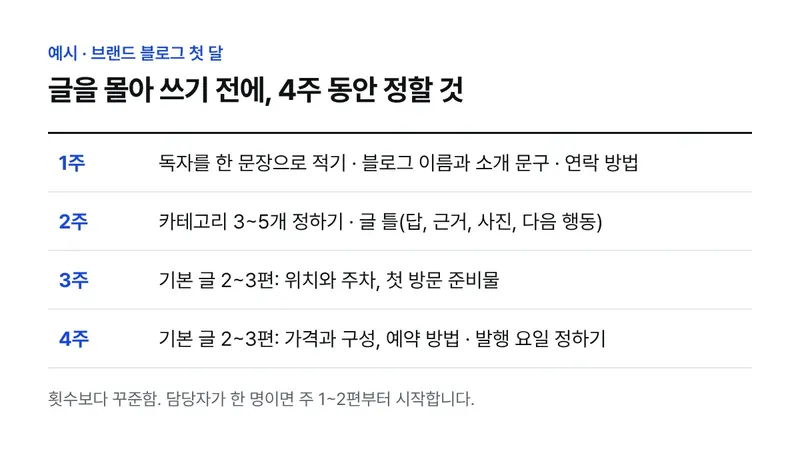 예시 · 브랜드 블로그 첫 달
글을 몰아 쓰기 전에, 4주 동안 정할 것
1주 독자를 한 문장으로 적기 · 블로그 이름과 소개 문구 · 연락 방법
2주 카테고리 3~5개 정하기 · 글 틀(답, 근거, 사진, 다음 행동)
3주 기본 글 2~3편: 위치와 주차, 첫 방문 준비물
4주 기본 글 2~3편: 가격과 구성, 예약 방법 · 발행 요일 정하기
횟수보다 꾸준함. 담당자가 한 명이면 주 1~2편부터 시작합니다.